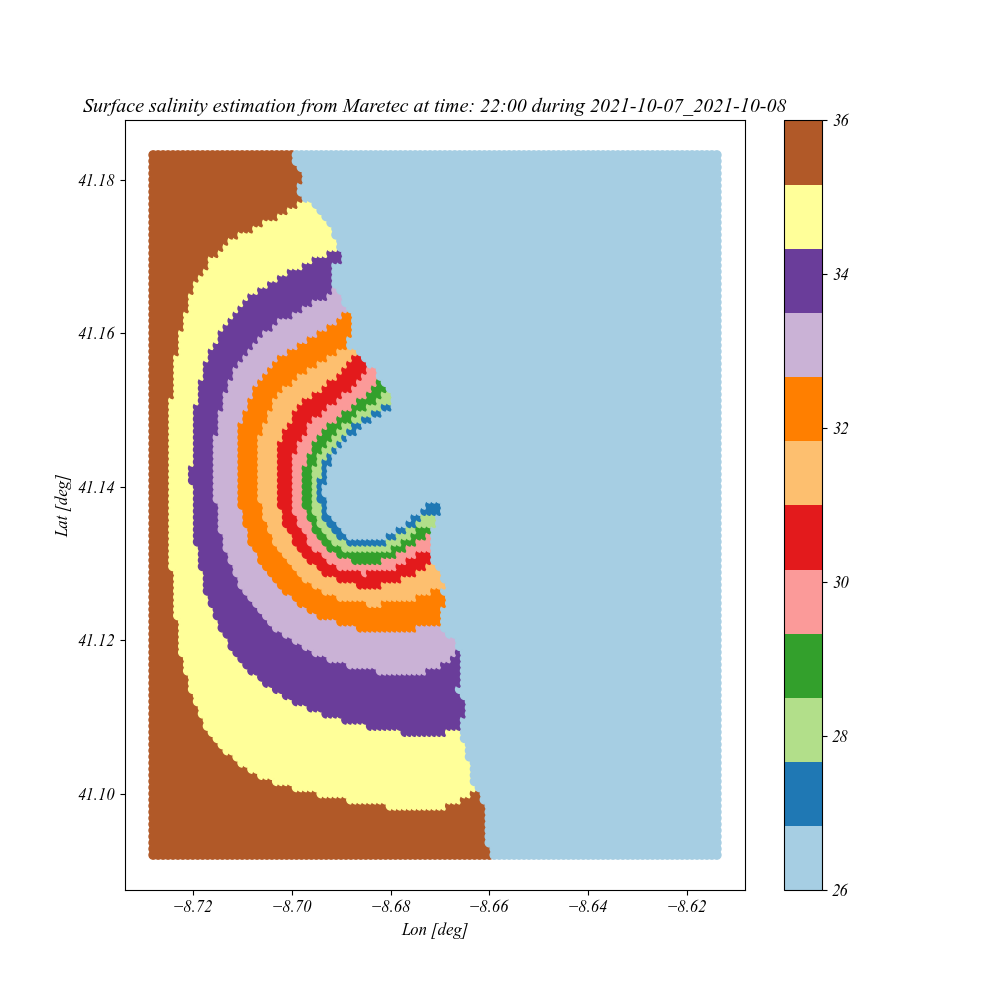 Surface salinity estimation from Maretec at time: 22:00 during 2021-10-07_2021-10-08
36
41.18
34
41.16
32
Lat [deg]
41.14
30
41.12
28
41.10
26
−8.72 −8.70 −8.68 −8.66 −8.64 −8.62
Lon [deg]